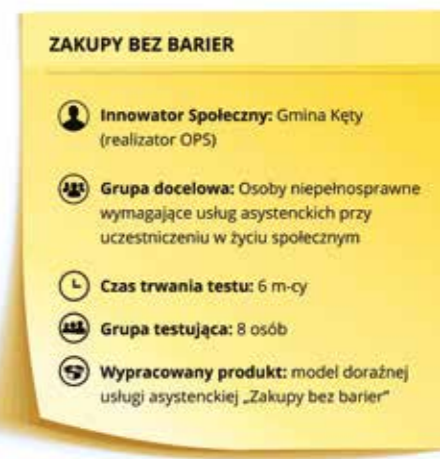 ZAKUPY BEZ BARIER
Innowator Społeczny: Gmina Kęty
(realizator OPS)
Grupa docelowa: Osoby niepełnosprawne
wymagające usług asystenckich przy
uczestniczeniu w życiu społecznym
Czas trwania testu: 6 m-cy
Grupa testująca: 8 osób
Wypracowany produkt: model doraźnej
usługi asystenckiej „Zakupy bez barier”